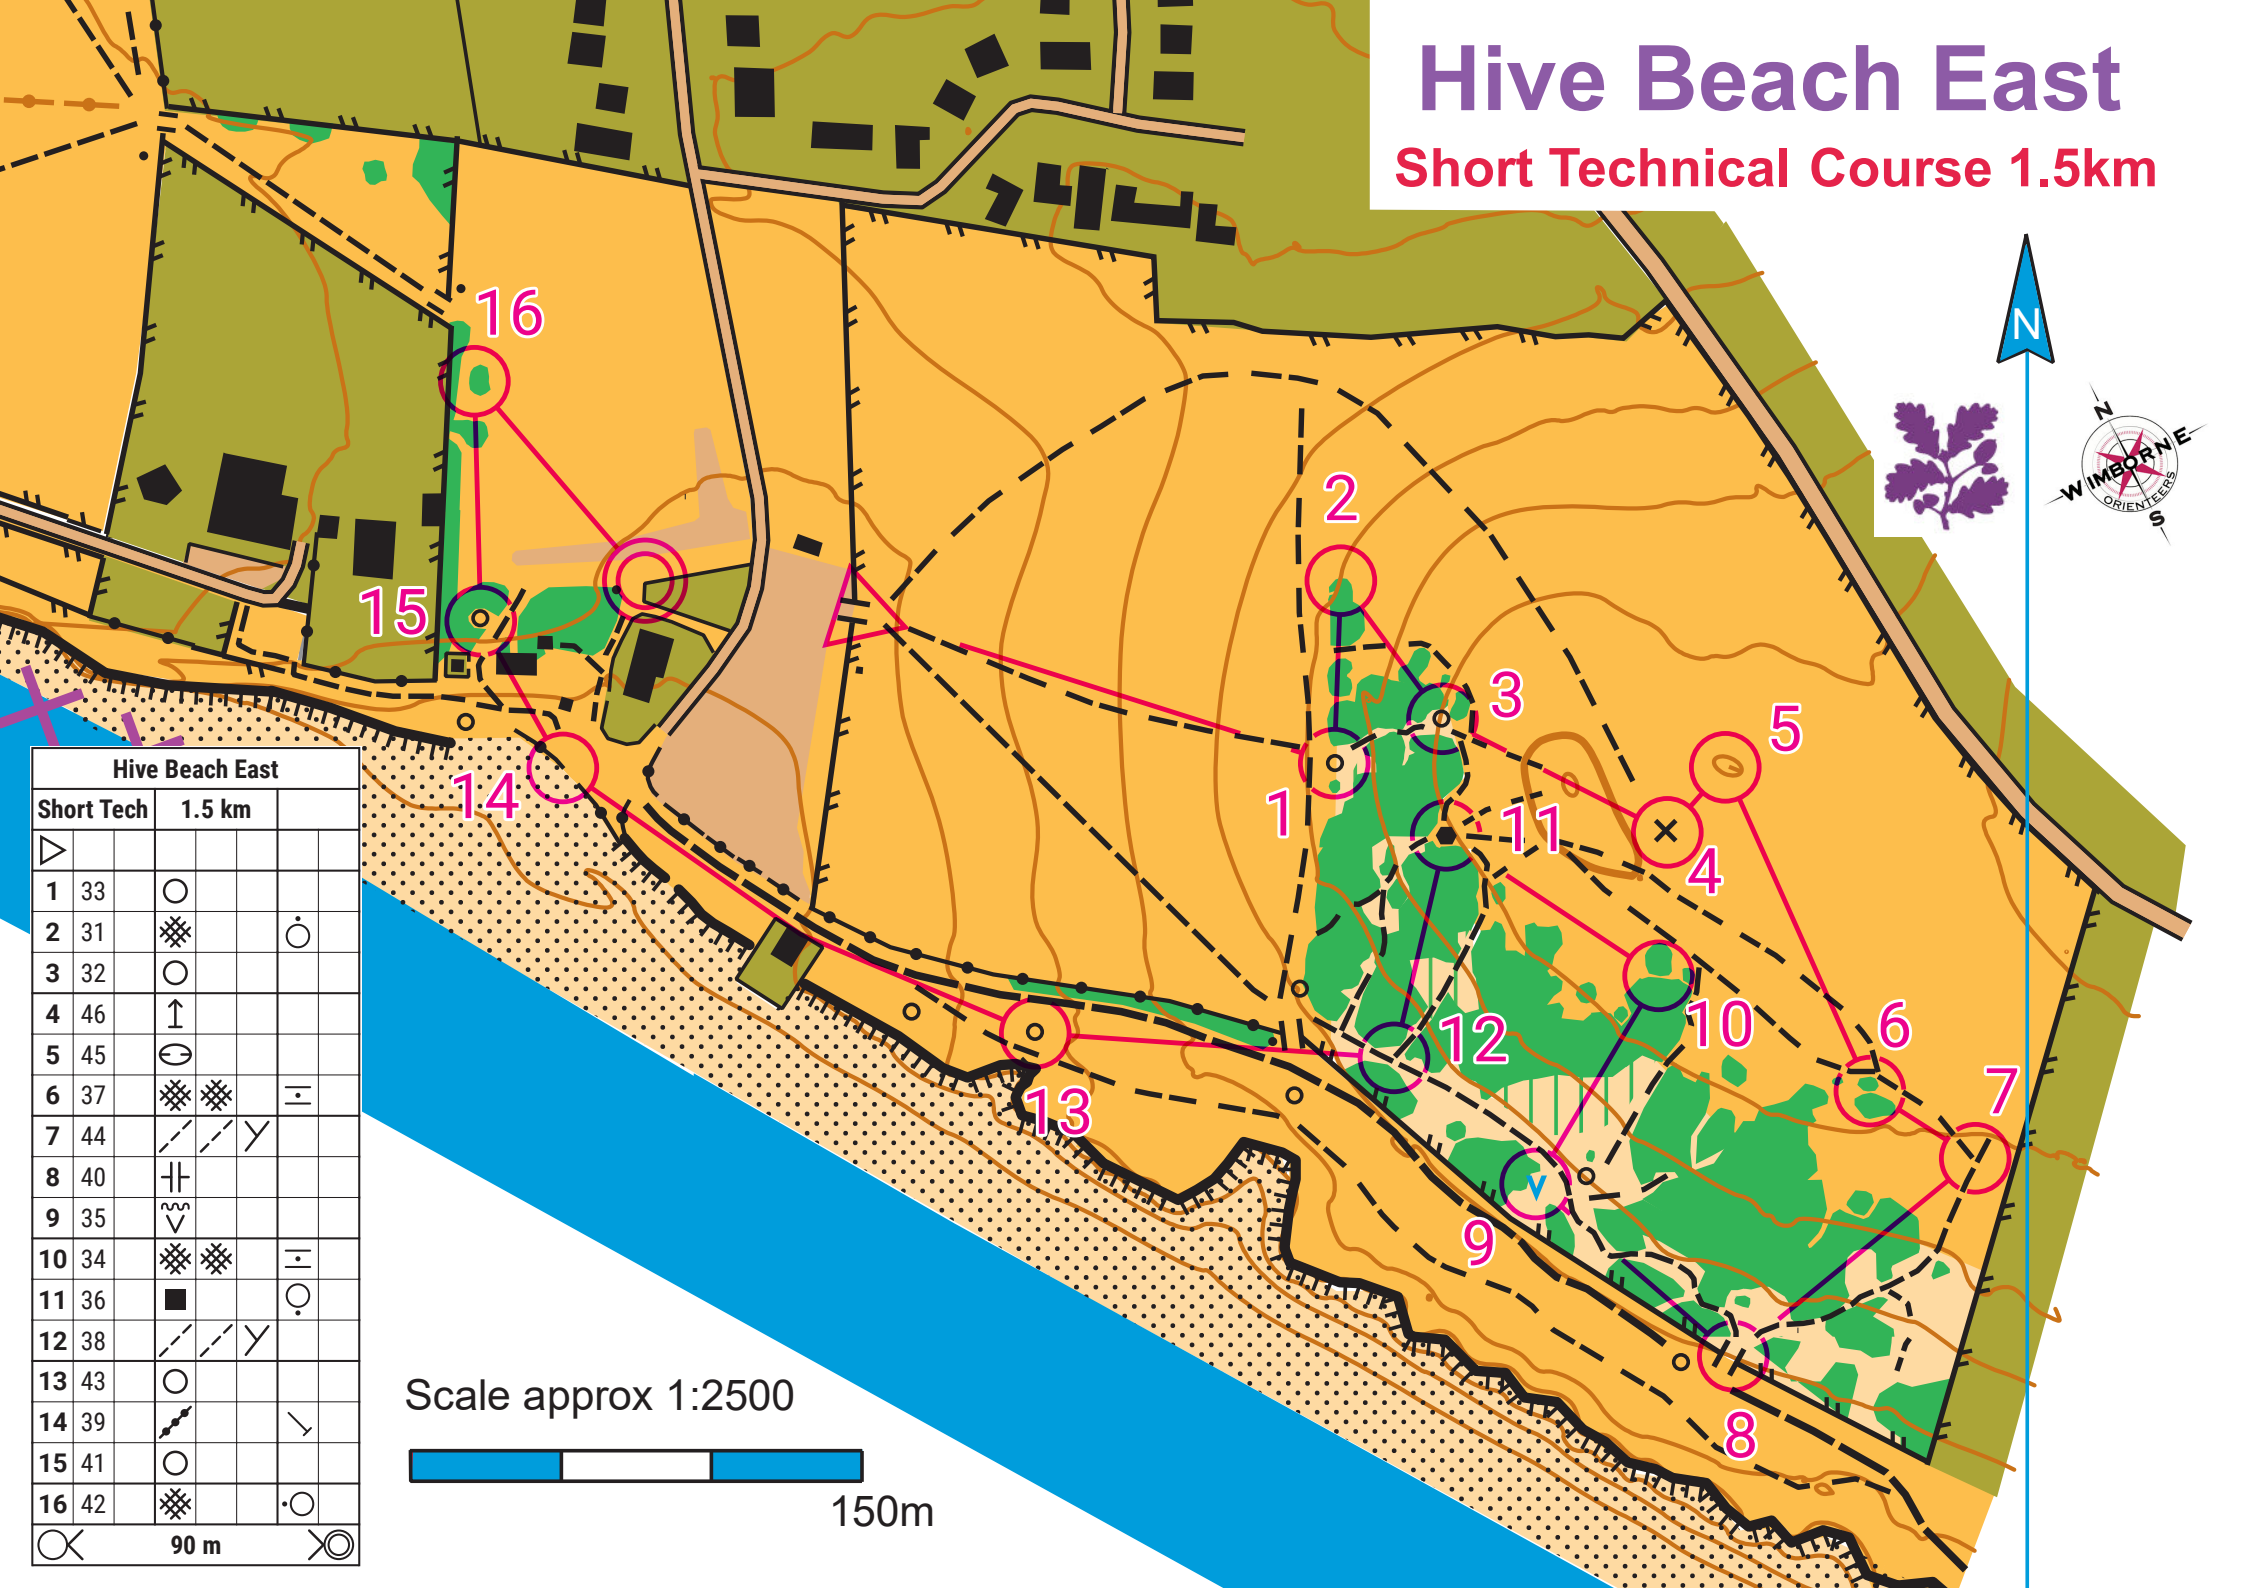 Hive Beach East
Short Technical Course 1.5km
N
N
WIMBORNE
ORIENTEERS
S
16
2
15
3
5
14
1
11
4
10
6
12
7
13
9
8
Hive Beach East
Short Tech 1.5 km
1 33
2 31
3 32
4 46
5 45
6 37
7 44
8 40
9 35
10 34
11 36
12 38
13 43
14 39
15 41
16 42
90 m
Scale approx 1:2500
150m